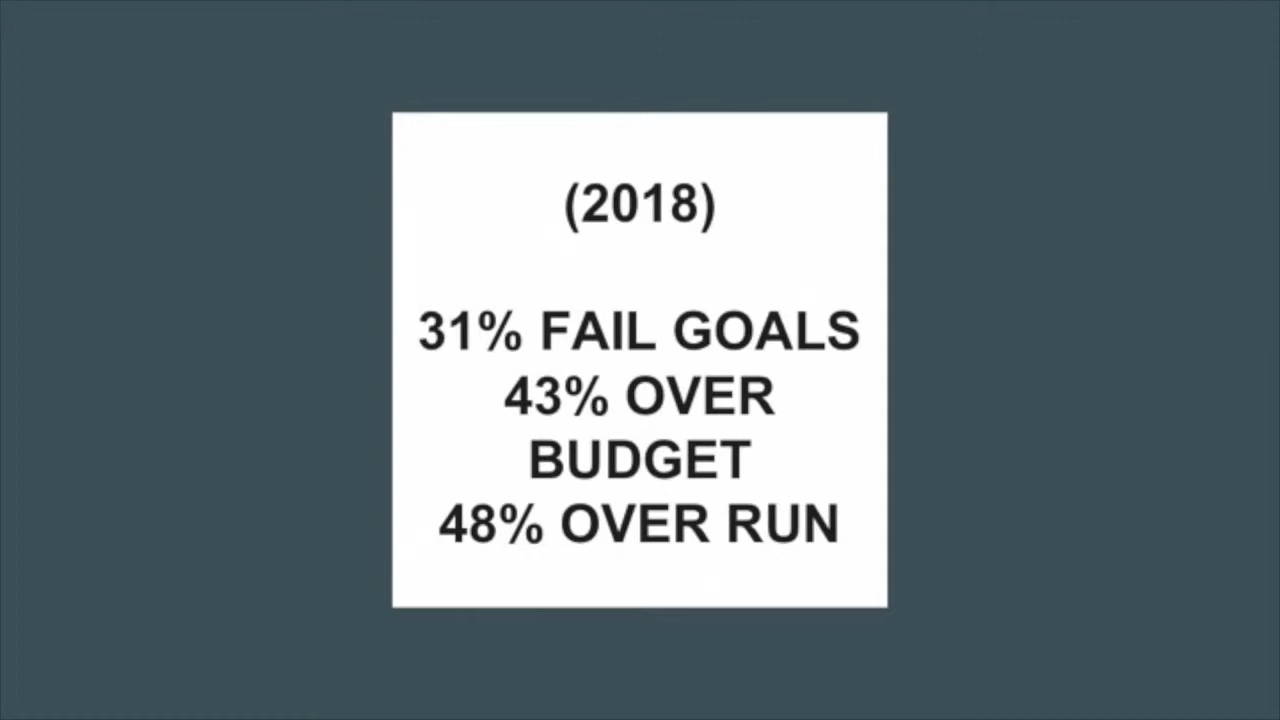 (2018)
31% FAIL GOALS
43% OVER
BUDGET
48% OVER RUN